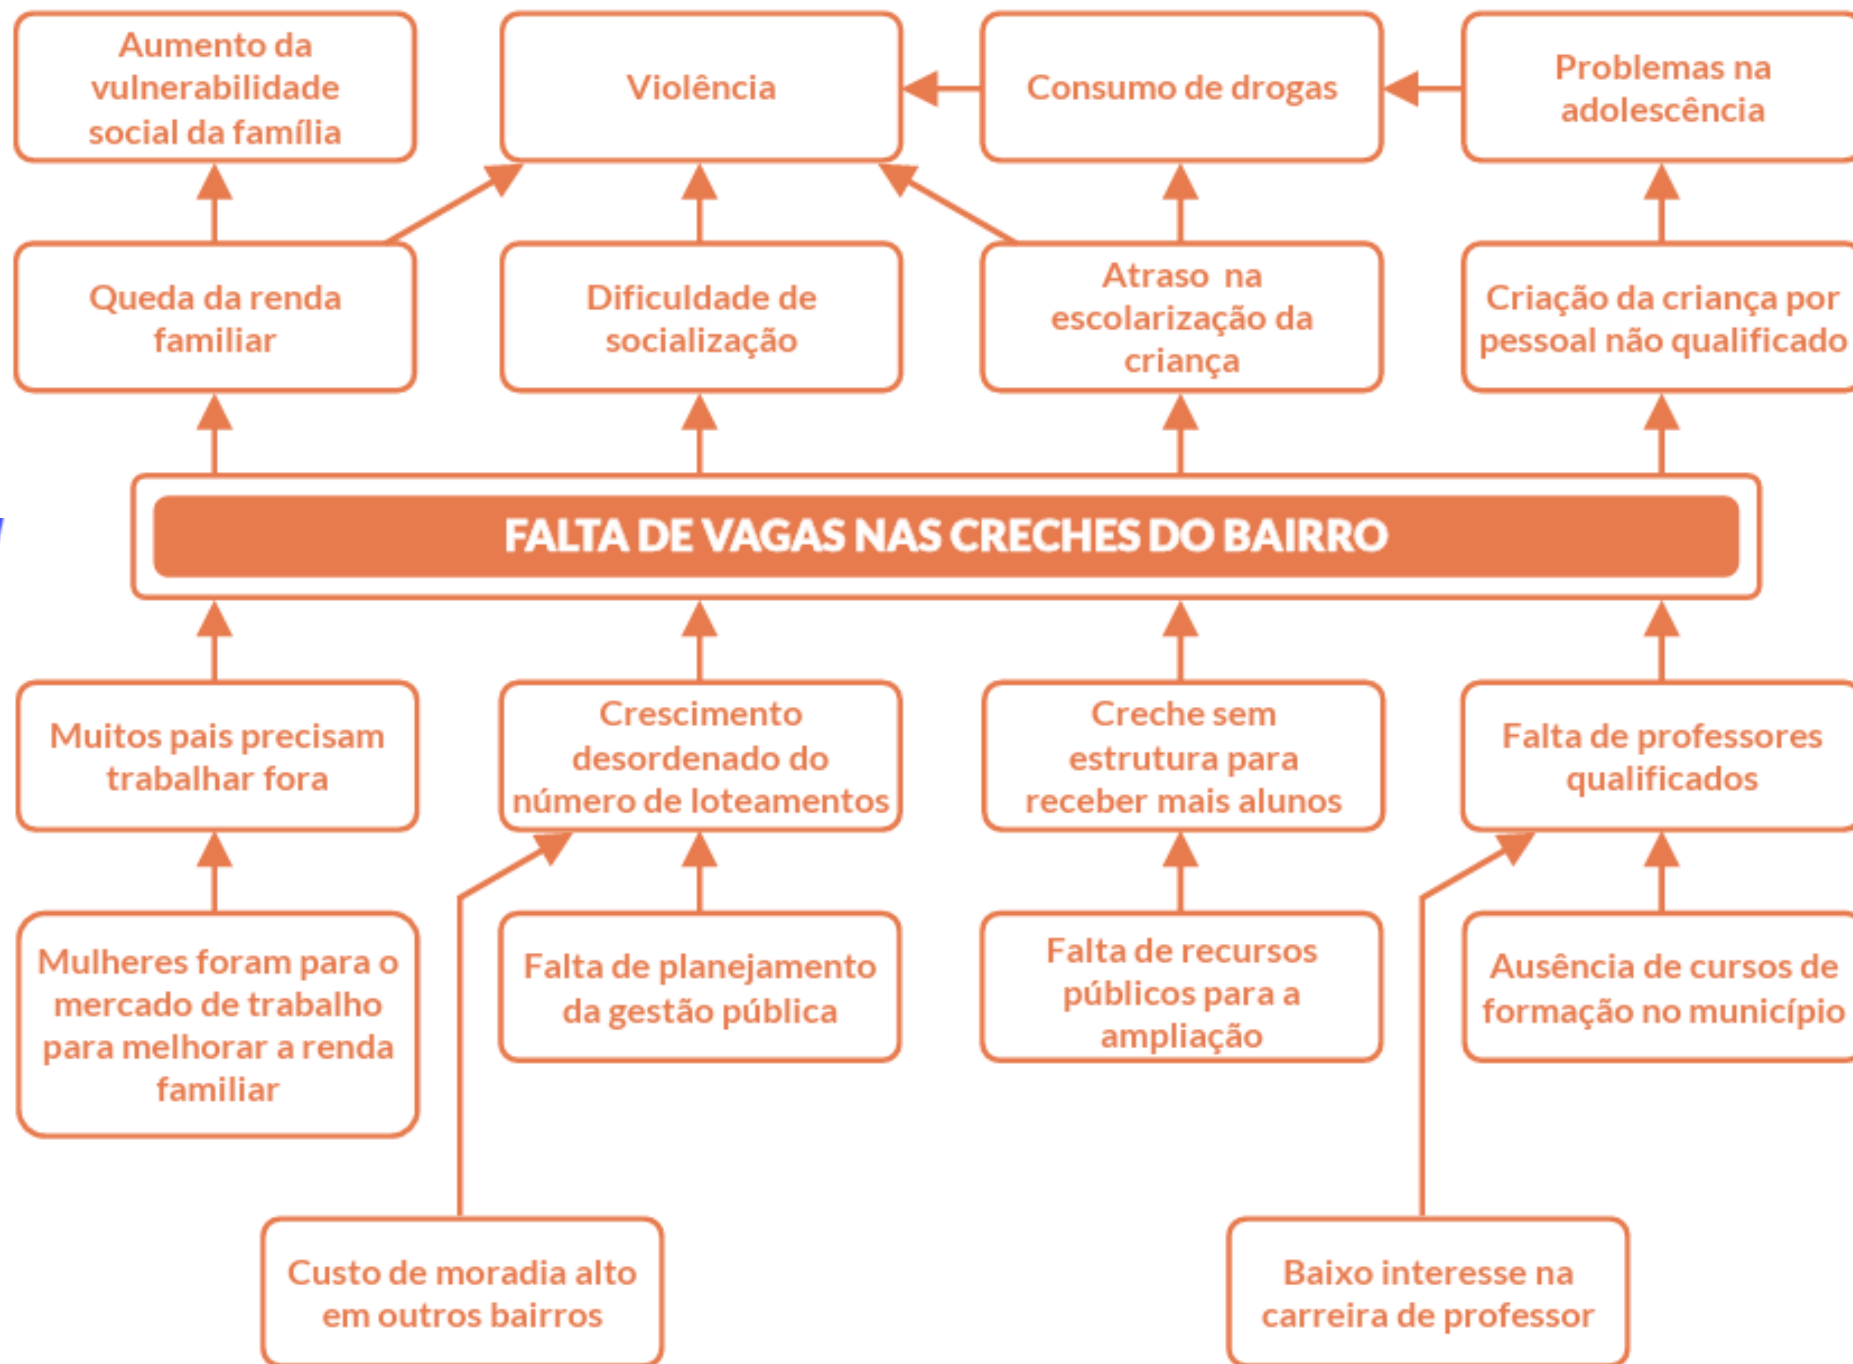 Aumento da
vulnerabilidade
social da família
Violência
Consumo de drogas
Problemas na
adolescência
Queda da renda
familiar
Dificuldade de
socialização
Atraso na
escolarização da
criança
Criação da criança por
pessoal não qualificado
FALTA DE VAGAS NAS CRECHES DO BAIRRO
Muitos pais precisam
trabalhar fora
Crescimento
desordenado do
número de loteamentos
Creche sem
estrutura para
receber mais alunos
Falta de professores
qualificados
Mulheres foram para o
mercado de trabalho
para melhorar a renda
familiar
Falta de planejamento
da gestão pública
Falta de recursos
públicos para a
ampliação
Ausência de cursos de
formação no município
Custo de moradia alto
em outros bairros
Baixo interesse na
carreira de professor